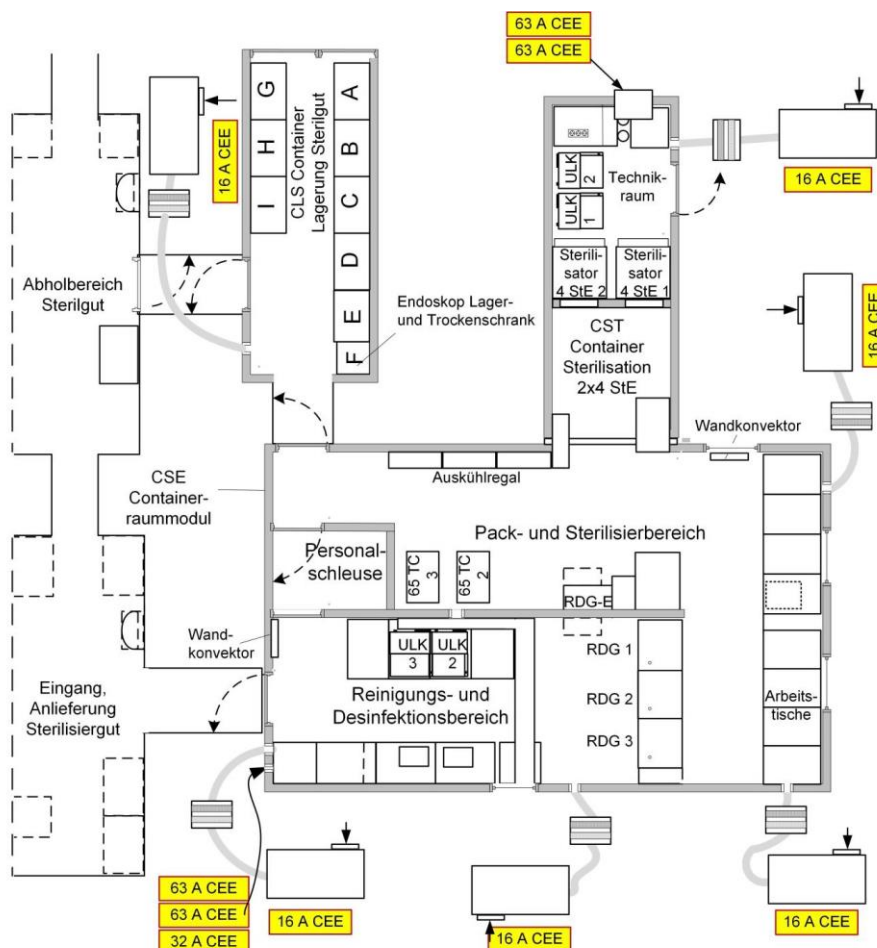 63 A CEE
63 A CEE
16 A CEE
G
H
I
CLS Container
Lagerung Sterilgut
A
B
C
D
E
F
ULK
2
ULK
1
Technik-
raum
16 A CEE
Sterili-
sator
4 StE 2
Sterili-
sator
4 StE 1
Abholbereich
Sterilgut
Endoskop Lager-
und Trockenschrank
CST
Container
Sterilisation
2x4 StE
16 A CEE
Wandkonvektor
CSE
Container-
raummodul
Auskühlregal
Pack- und Sterilisierbereich
Personal-
schleuse
65 TC
3
65 TC
2
RDG-E
Wand-
konvektor
ULK
3
ULK
2
RDG 1
RDG 2
RDG 3
Eingang,
Anlieferung
Sterilisiergut
Reinigungs- und
Desinfektionsbereich
Arbeits-
tische
63 A CEE
63 A CEE
32 A CEE
16 A CEE
16 A CEE
16 A CEE